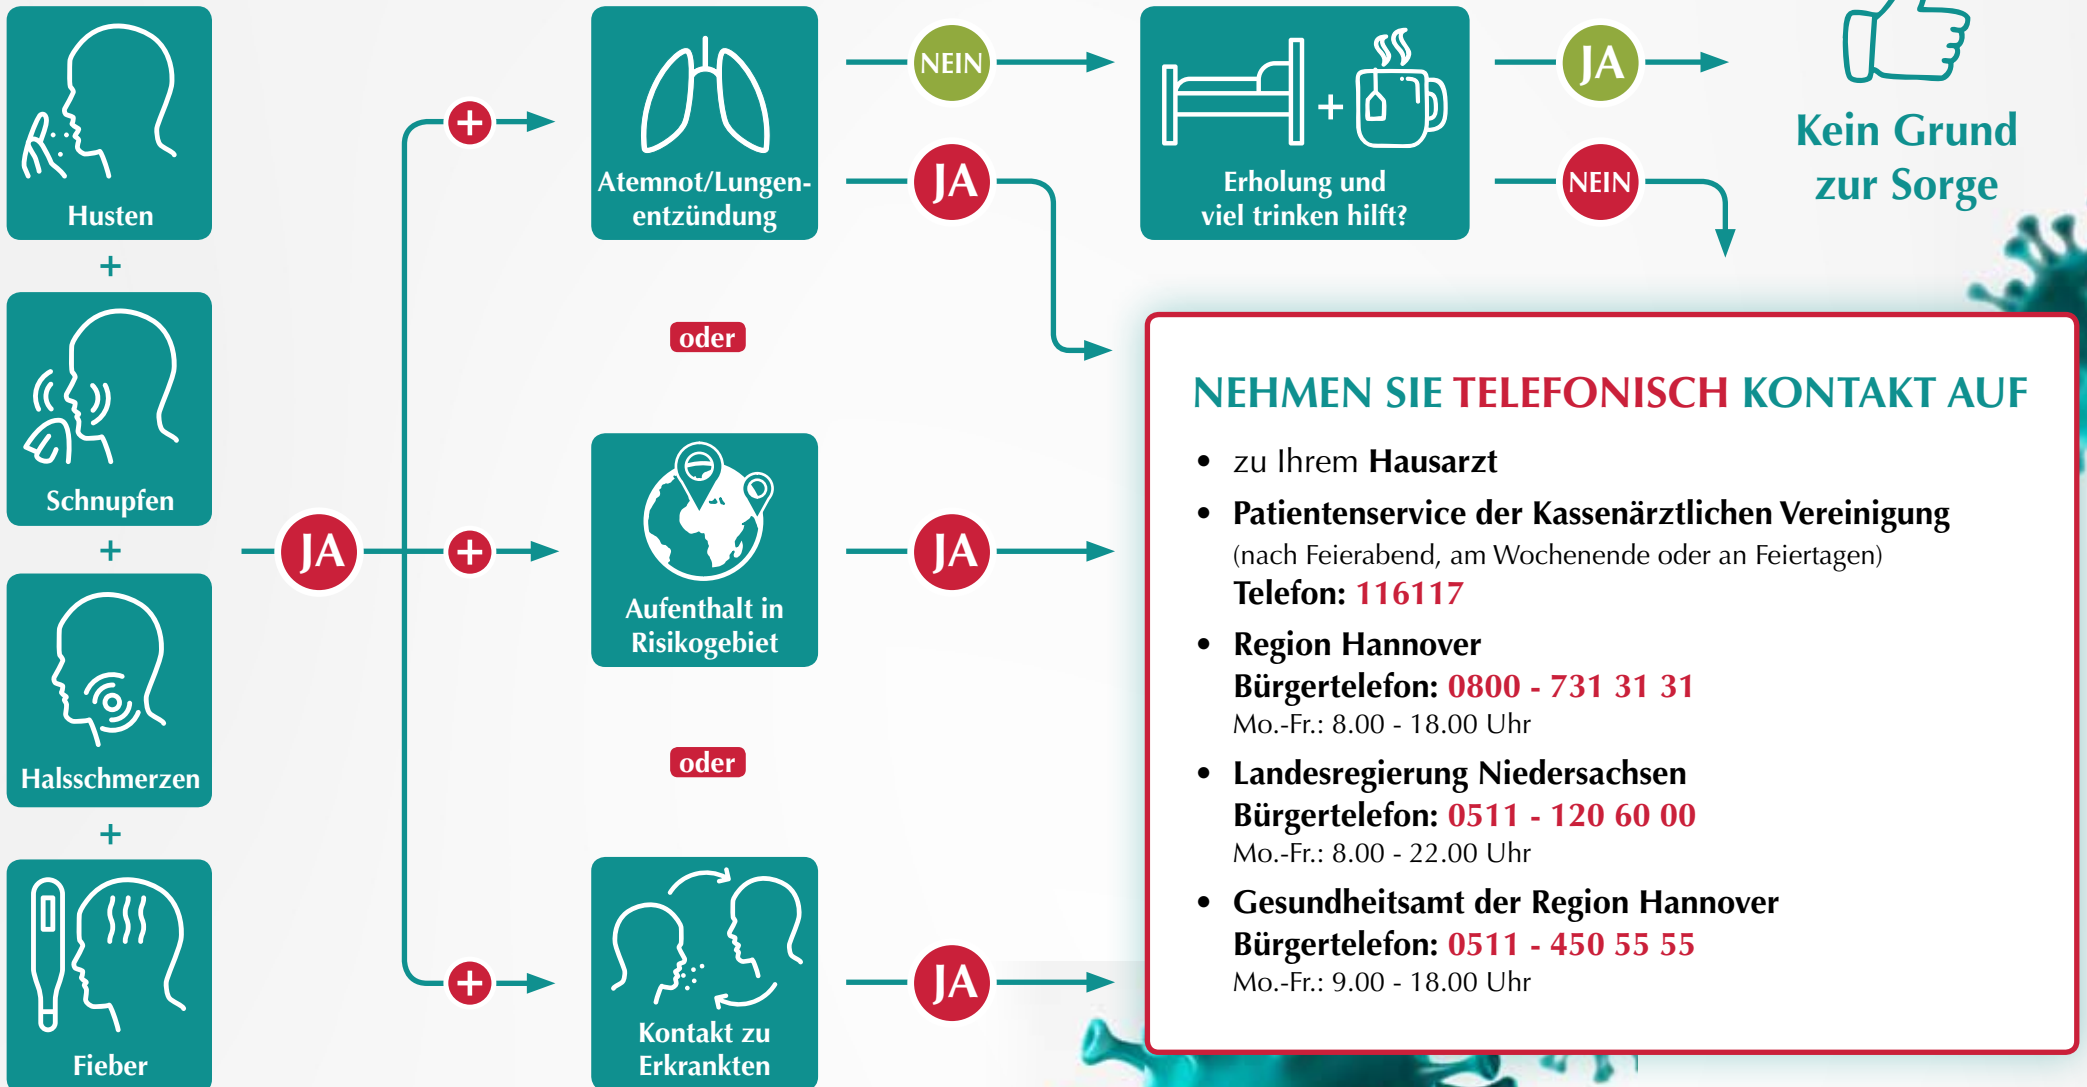 Husten
+
Schnupfen
+
Halsschmerzen
+
Fieber
JA
+
Atemnot/Lungen-
entzündung
NEIN
JA
Erholung und
viel trinken hilft?
JA
NEIN
Kein Grund
zur Sorge
oder
+
Aufenthalt in
Risikogebiet
JA
oder
+
Kontakt zu
Erkrankten
JA
NEHMEN SIE TELEFONISCH KONTAKT AUF
• zu Ihrem Hausarzt
• Patientenservice der Kassenärztlichen Vereinigung
(nach Feierabend, am Wochenende oder an Feiertagen)
Telefon: 116117
• Region Hannover
Bürgertelefon: 0800 - 731 31 31
Mo.-Fr.: 8.00 - 18.00 Uhr
• Landesregierung Niedersachsen
Bürgertelefon: 0511 - 120 60 00
Mo.-Fr.: 8.00 - 22.00 Uhr
• Gesundheitsamt der Region Hannover
Bürgertelefon: 0511 - 450 55 55
Mo.-Fr.: 9.00 - 18.00 Uhr